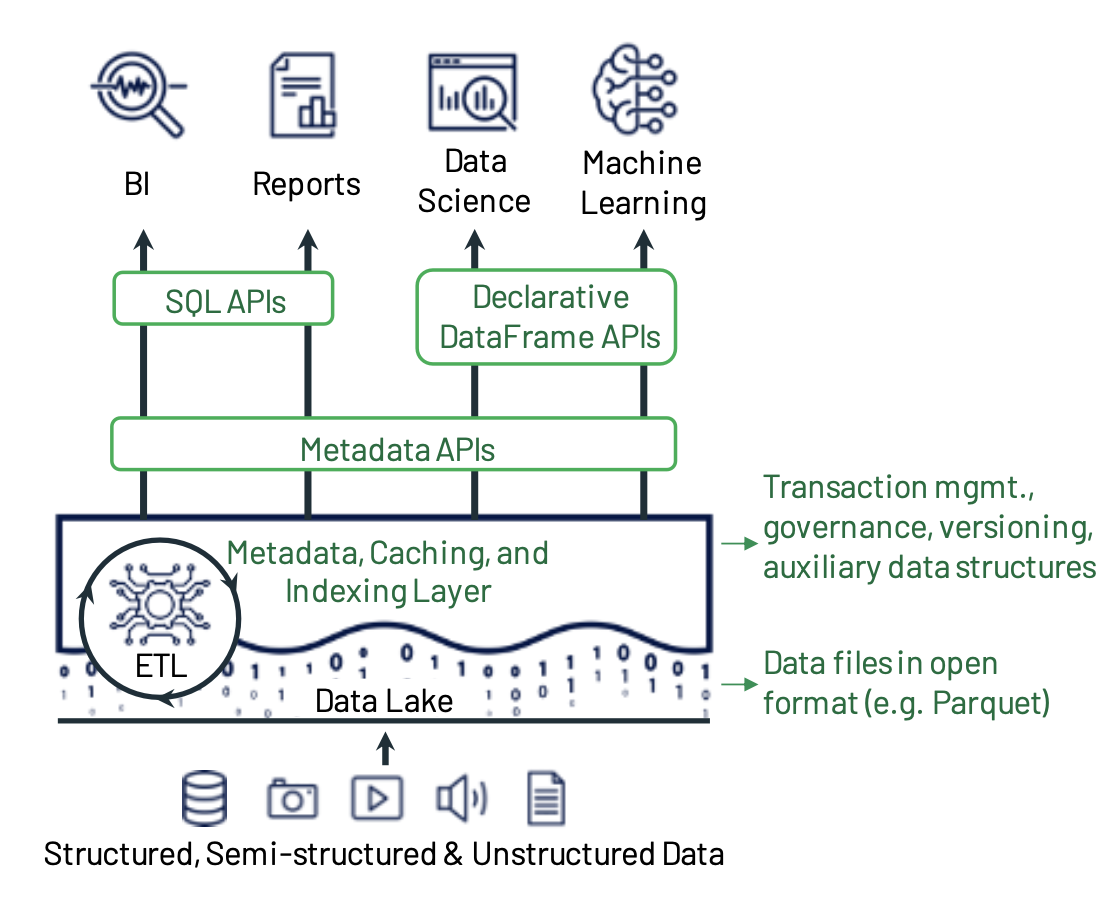 BI
Reports
Data
Science
Machine
Learning
SQL APIs
Declarative
DataFrame APIs
Metadata APIs
Metadata, Caching, and
Indexing Layer
Transaction mgmt.,
governance, versioning,
auxiliary data structures
ETL
Data Lake
Data files in open
format (e.g. Parquet)
Structured, Semi-structured & Unstructured Data